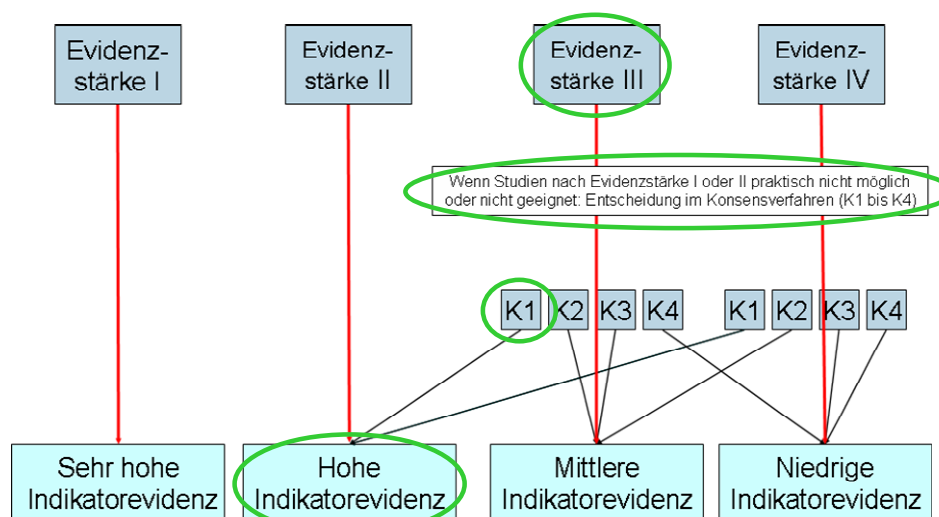 Evidenz-
stärke I
Evidenz-
stärke II
Evidenz-
stärke III
Evidenz-
stärke IV
Wenn Studien nach Evidenzstärke I oder II praktisch nicht möglich
oder nicht geeignet: Entscheidung im Konsensverfahren (K1 bis K4)
K1 K2 K3 K4 K1 K2 K3 K4
Sehr hohe
Indikatorevidenz
Hohe
Indikatorevidenz
Mittlere
Indikatorevidenz
Niedrige
Indikatorevidenz